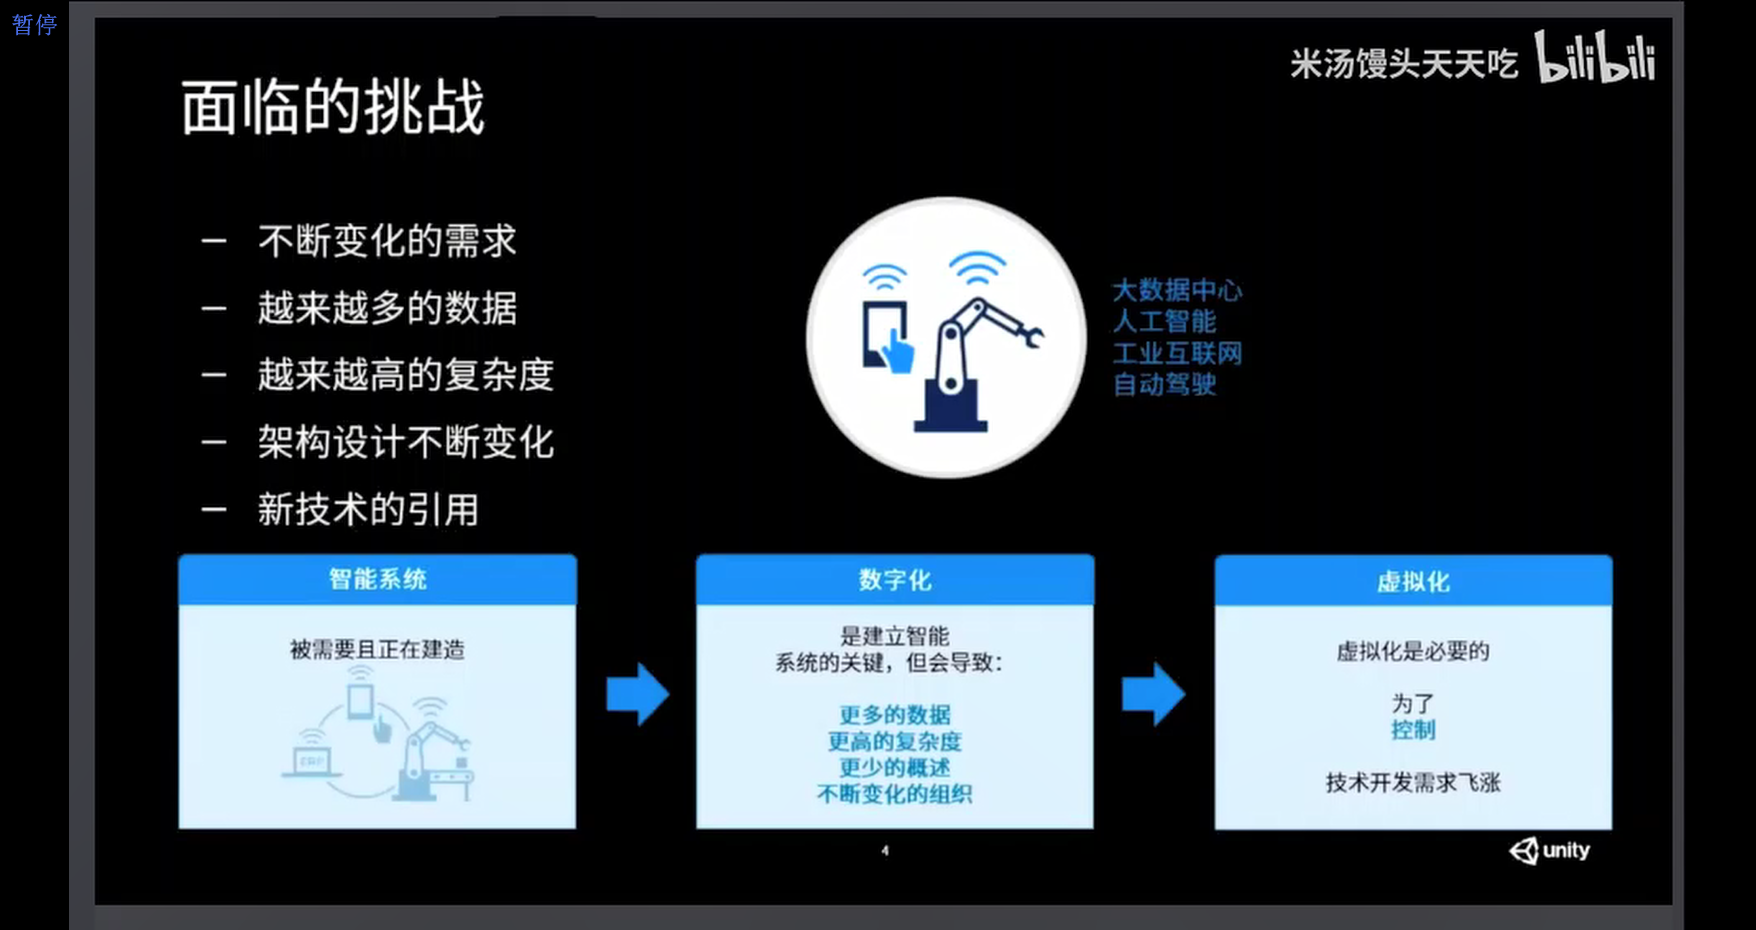 暂停
米汤馒头天天吃 bilibili
面临的挑战
— 不断变化的需求
— 越来越多的数据
— 越来越高的复杂度
— 架构设计不断变化
— 新技术的引用
大数据中心
人工智能
工业互联网
自动驾驶
智能系统
被需要且正在建造
ERP
数字化
是建立智能
系统的关键，但会导致：
更多的数据
更高的复杂度
更少的概述
不断变化的组织
虚拟化
虚拟化是必要的
为了
控制
技术开发需求飞涨
4
unity